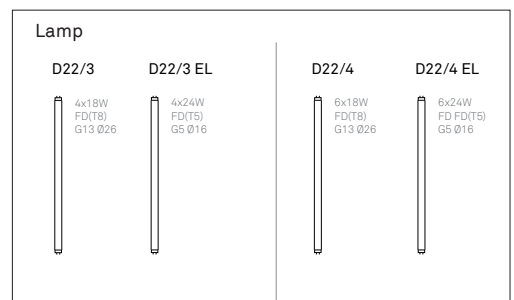 Lamp
D22/3
4x18W
FD(T8)
G13 Ø26
D22/3 EL
4x24W
FD(T5)
G5 Ø16
D22/4
6x18W
FD(T8)
G13 Ø26
D22/4 EL
6x24W
FD FD(T5)
G5 Ø16